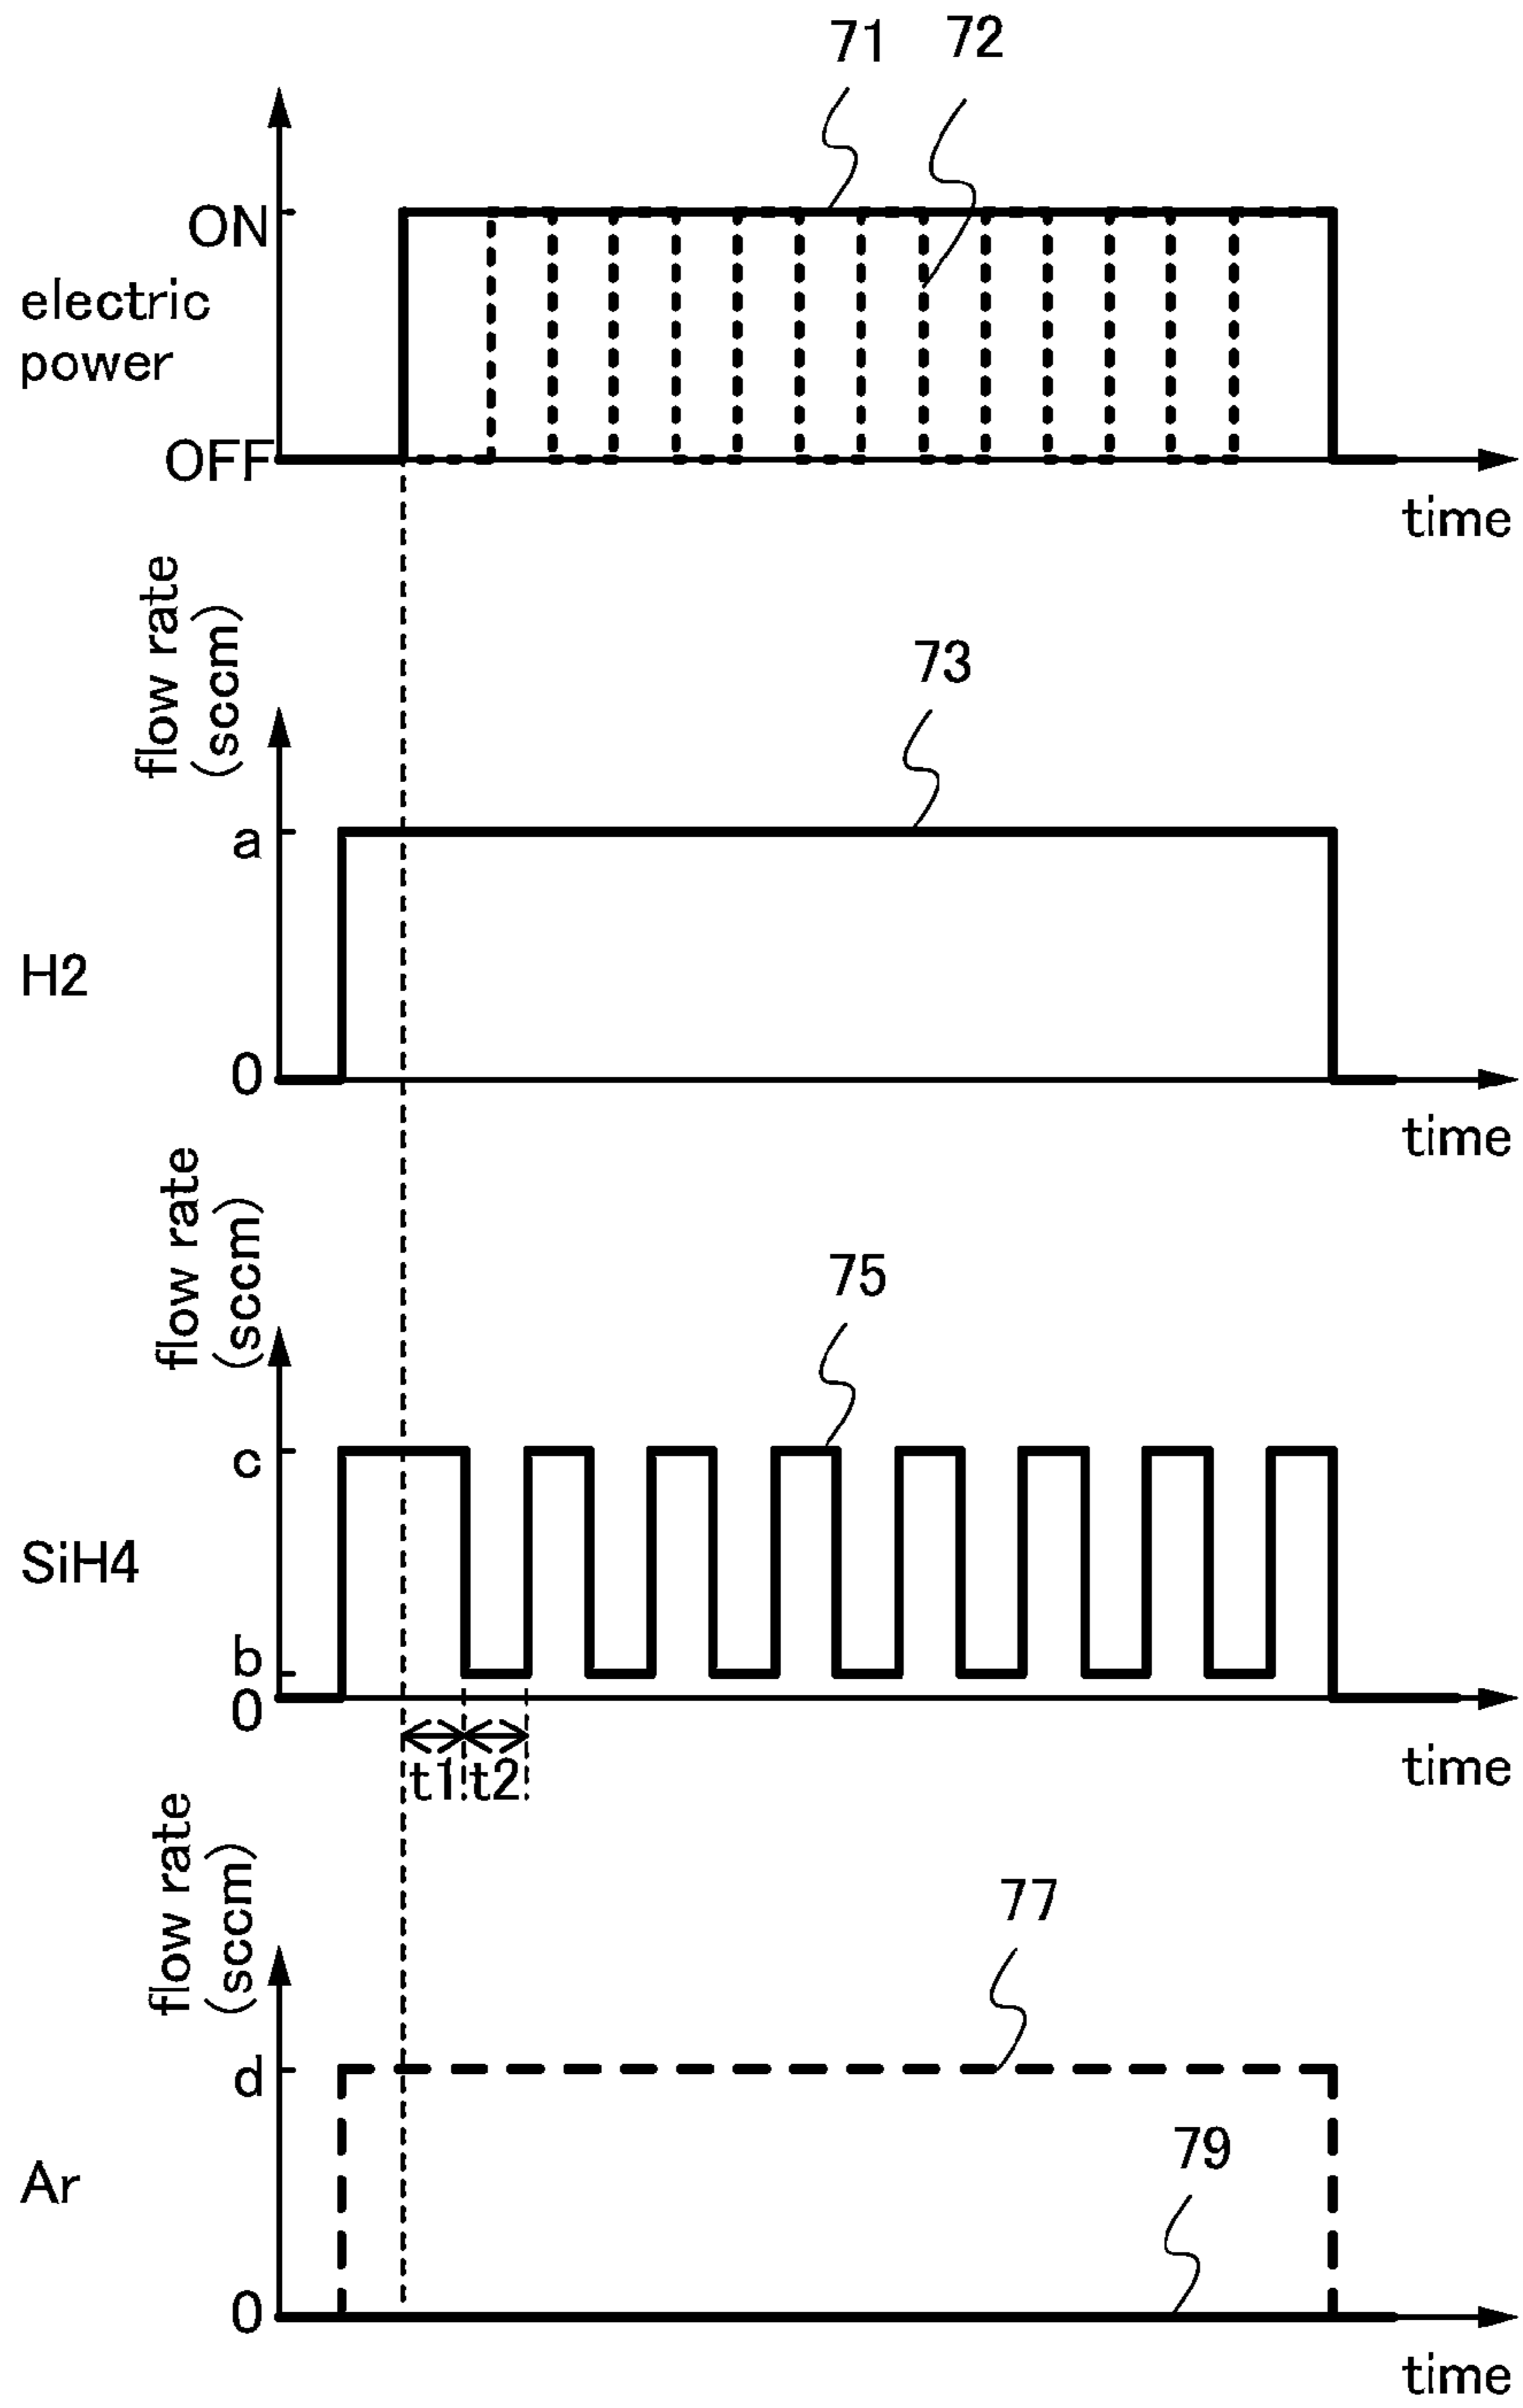 71
72
ON
electric
power
OFF
time
flow rate
(sccm)
73
a
H2
0
time
flow rate
(sccm)
75
c
SiH4
b
0
t1
t2
time
flow rate
(sccm)
77
d
79
Ar
0
time